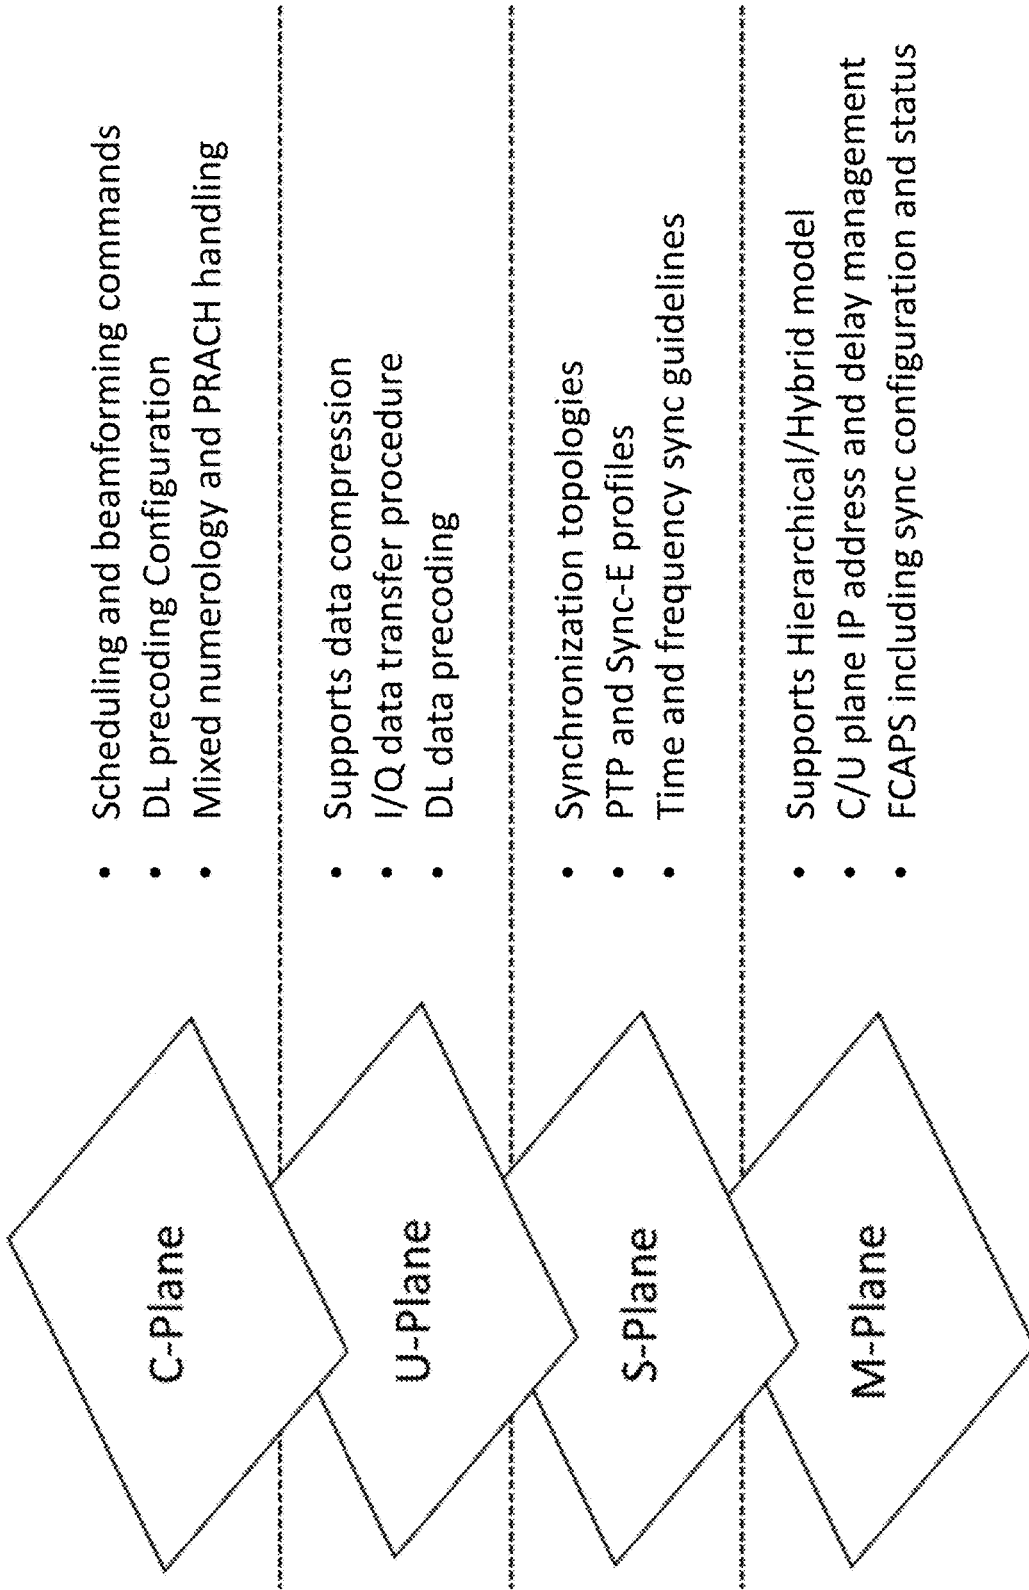 C-Plane
• Scheduling and beamforming commands
• DL precoding Configuration
• Mixed numerology and PRACH handling
U-Plane
• Supports data compression
• I/Q data transfer procedure
• DL data precoding
S-Plane
• Synchronization topologies
• PTP and Sync-E profiles
• Time and frequency sync guidelines
M-Plane
• Supports Hierarchical/Hybrid model
• C/U plane IP address and delay management
• FCAPS including sync configuration and status